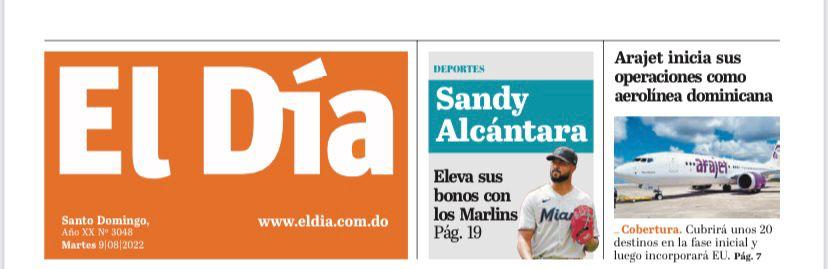 El Día
Santo Domingo,
Año XX Nº 3048
Martes 9|08|2022
www.eldia.com.do
DEPORTES
Sandy
Alcántara
Eleva sus
bonos con
los Marlins
Pág. 19
Miami
Arajet inicia sus
operaciones como
aerolínea dominicana
arajet
_Cobertura. Cubrirá unos 20
destinos en la fase inicial y
luego incorporará EU. Pág. 7